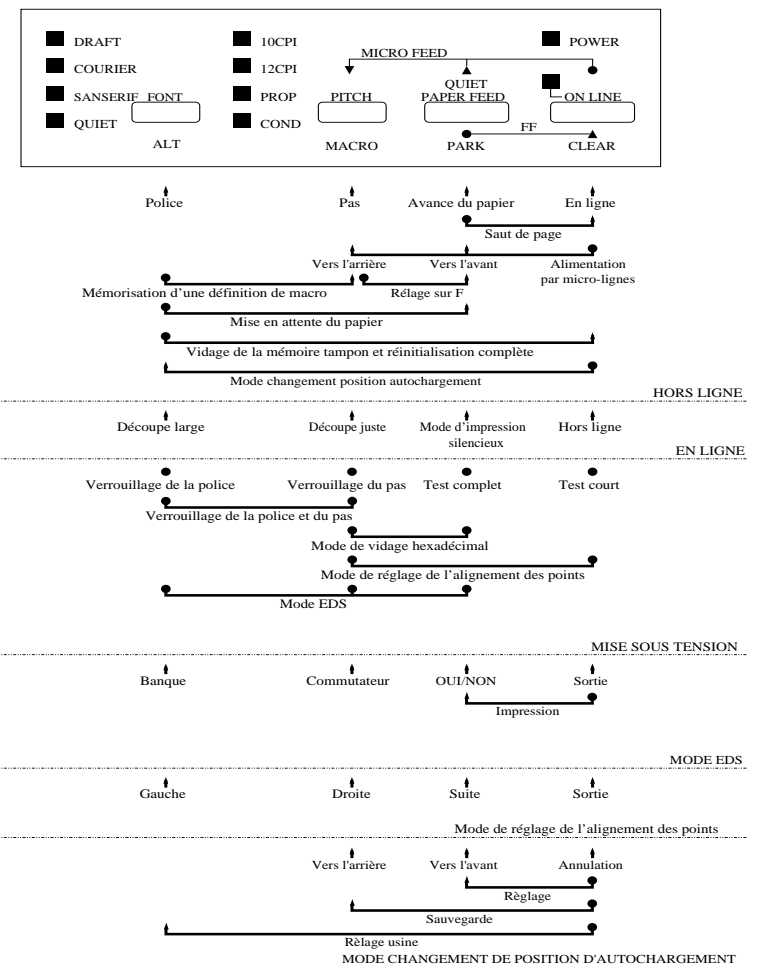 DRAFT 10CPI POWER
MICRO FEED
COURIER 12CPI
QUIET
SANSERIF FONT PROP PITCH PAPER FEED ON LINE
QUIET COND
FF
ALT MACRO PARK CLEAR
Police Pas Avance du papier En ligne
Saut de page
Vers l'arrière Vers l'avant Alimentation
par micro-lignes
Mémorisation d'une définition de macro Rélage sur F
Mise en attente du papier
Vidage de la mémoire tampon et réinitialisation complète
Mode changement position autochargement
HORS LIGNE
Découpe large Découpe juste Mode d'impression Hors ligne
silencieux
EN LIGNE
Verrouillage de la police Verrouillage du pas Test complet Test court
Verrouillage de la police et du pas
Mode de vidage hexadécimal
Mode de réglage de l'alignement des points
Mode EDS
MISE SOUS TENSION
Banque Commutateur OUI/NON Sortie
Impression
MODE EDS
Gauche Droite Suite Sortie
Mode de réglage de l'alignement des points
Vers l'arrière Vers l'avant Annulation
Règlage
Sauvegarde
Rèlage usine
MODE CHANGEMENT DE POSITION D'AUTOCHARGEMENT